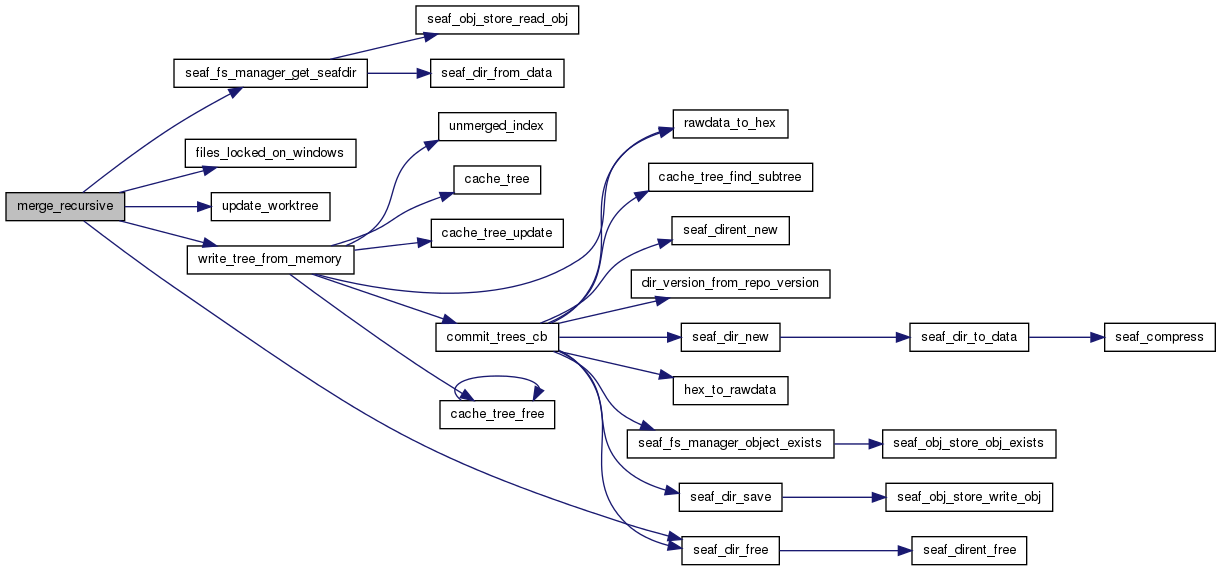 merge_recursive
seaf_fs_manager_get_seafdir
files_locked_on_windows
update_worktree
write_tree_from_memory
seaf_obj_store_read_obj
seaf_dir_from_data
unmerged_index
cache_tree
cache_tree_update
commit_trees_cb
cache_tree_free
rawdata_to_hex
cache_tree_find_subtree
seaf_dirent_new
dir_version_from_repo_version
seaf_dir_new
hex_to_rawdata
seaf_fs_manager_object_exists
seaf_dir_save
seaf_dir_free
seaf_dir_to_data
seaf_obj_store_obj_exists
seaf_obj_store_write_obj
seaf_dirent_free
seaf_compress